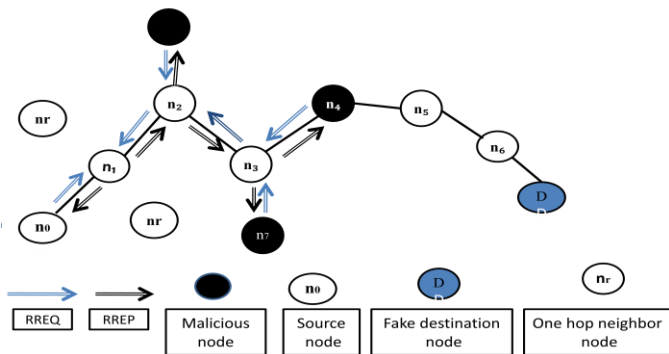 n₂
n₄
n₅
nr
n₆
n₁
n₃
D
D
n₀
nr
n₇
n₀
D
D
nᵣ
RREQ
RREP
Malicious
node
Source
node
Fake destination
node
One hop neighbor
node